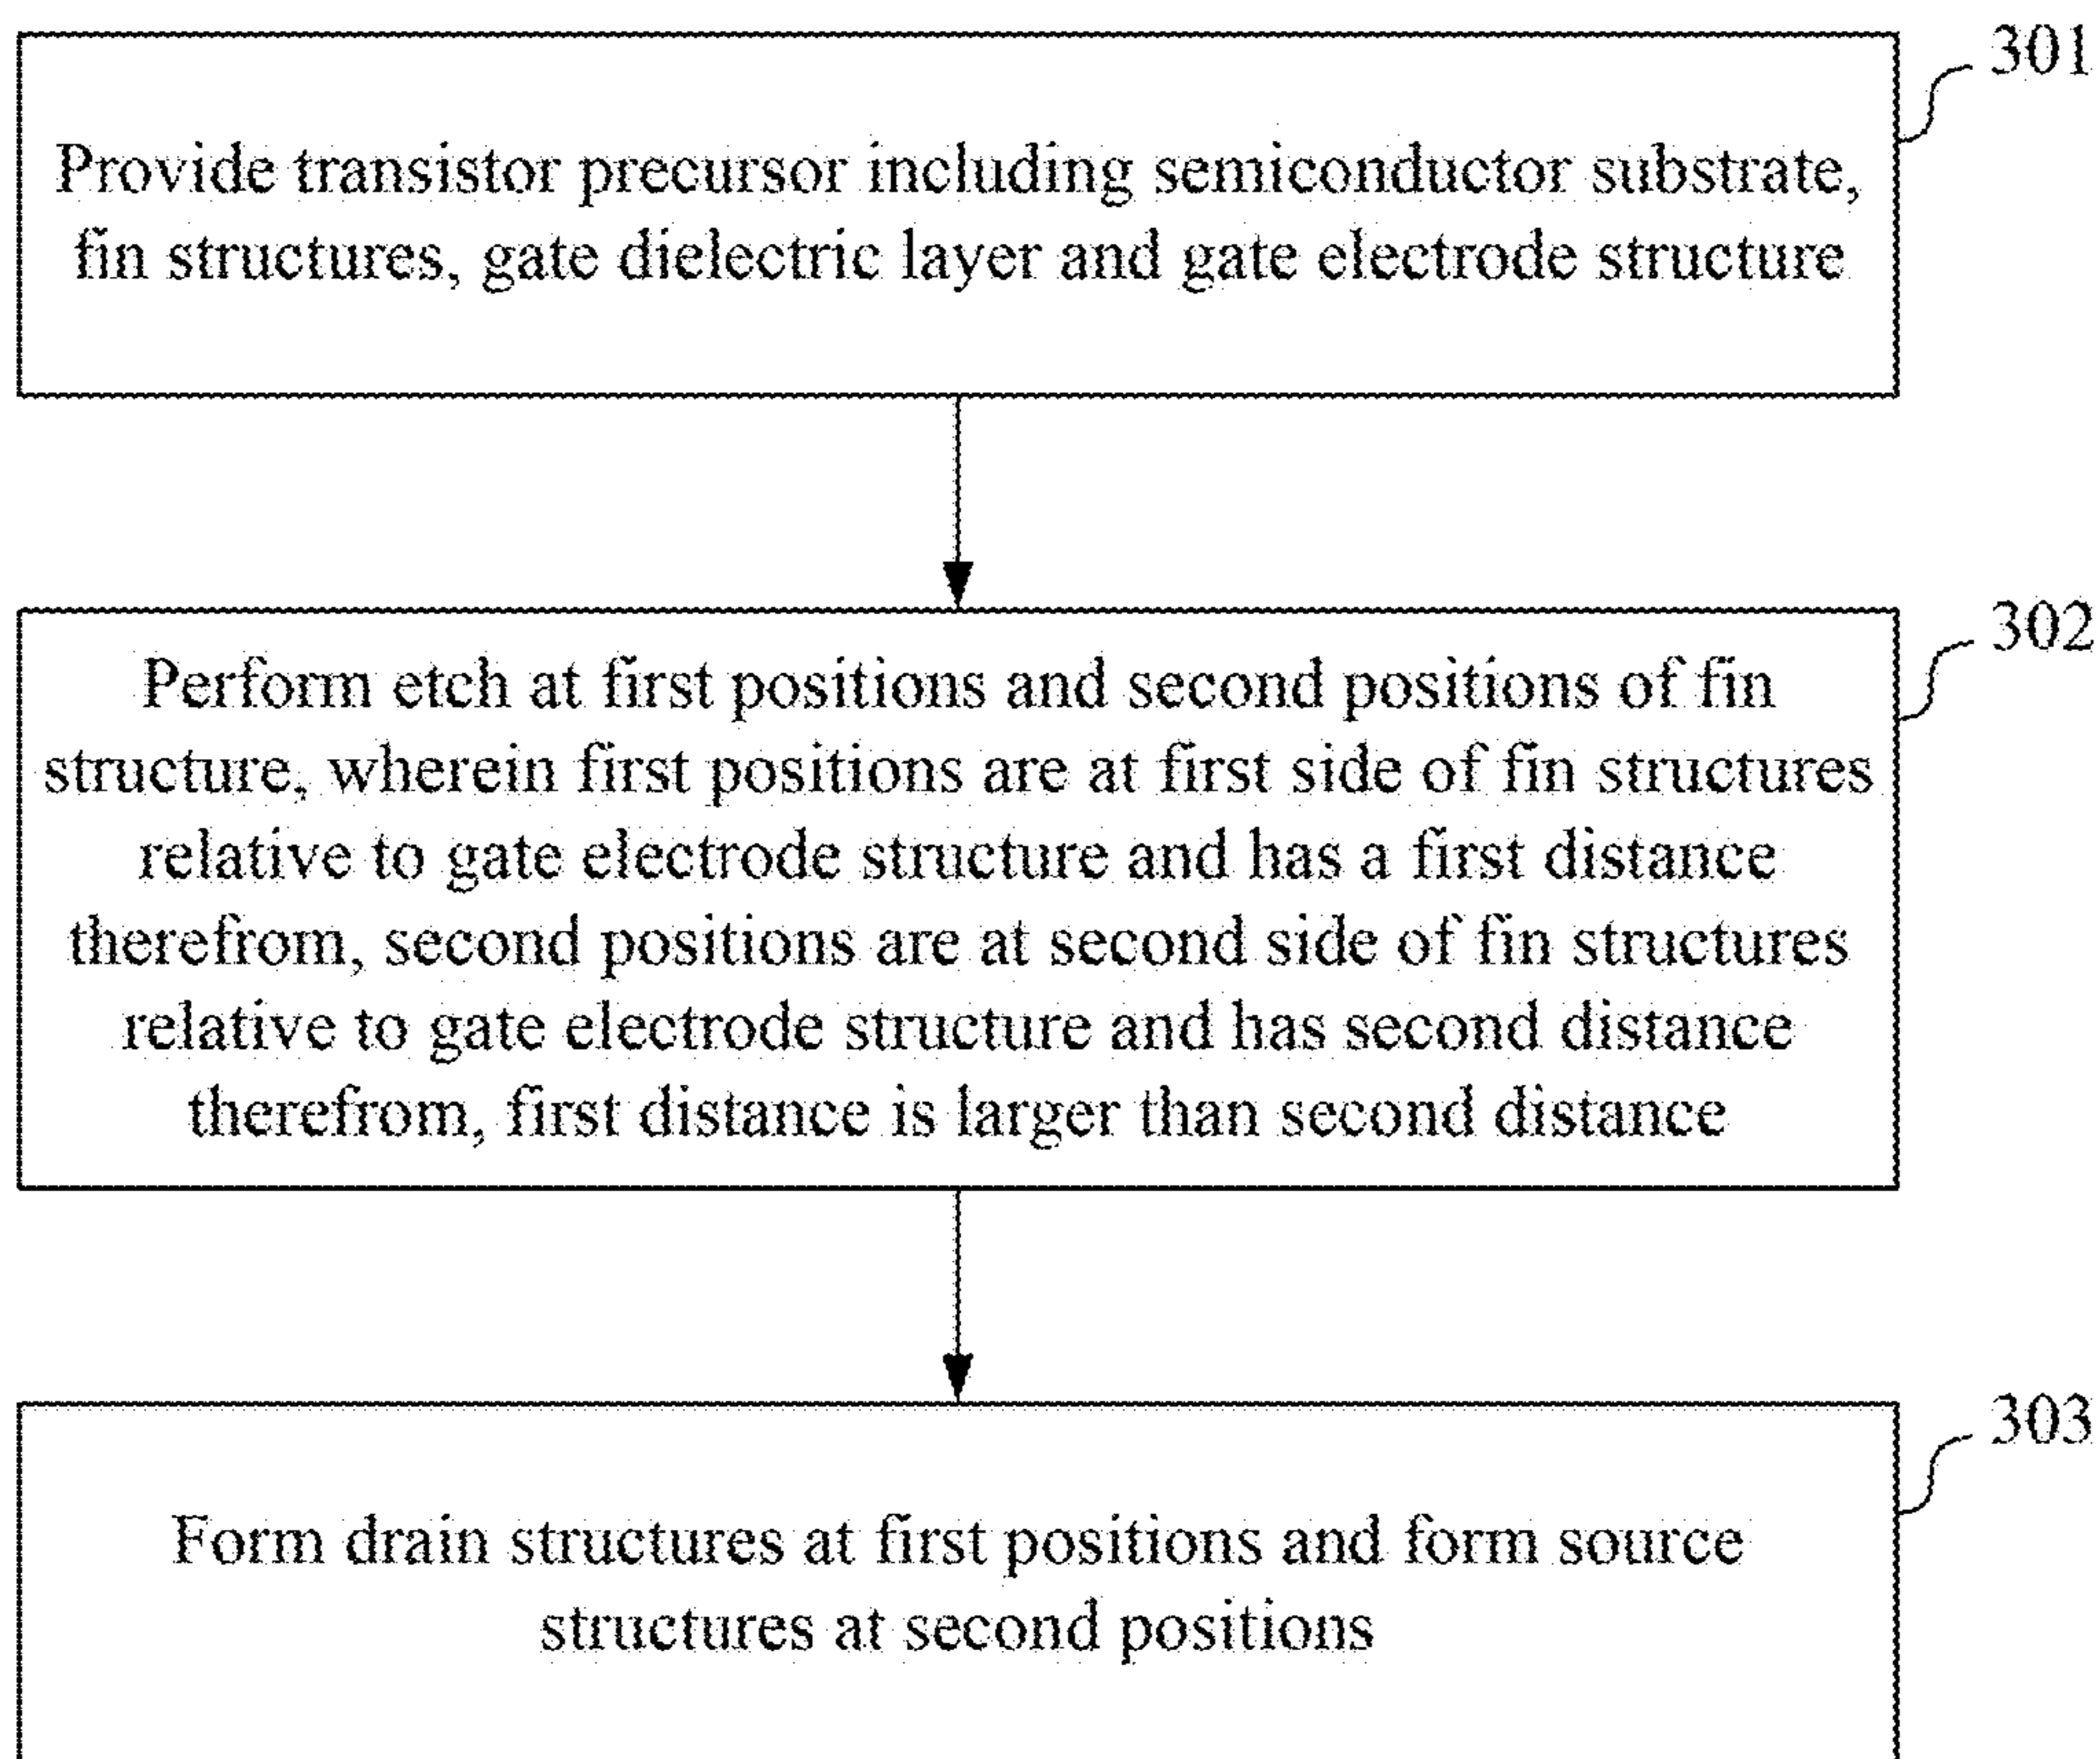 301
Provide transistor precursor including semiconductor substrate,
fin structures, gate dielectric layer and gate electrode structure
302
Perform etch at first positions and second positions of fin
structure, wherein first positions are at first side of fin structures
relative to gate electrode structure and has a first distance
therefrom, second positions are at second side of fin structures
relative to gate electrode structure and has second distance
therefrom, first distance is larger than second distance
303
Form drain structures at first positions and form source
structures at second positions